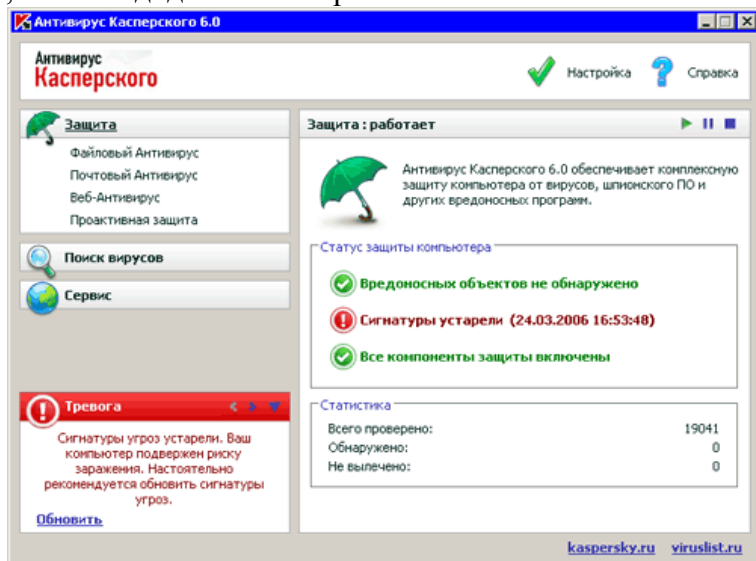 Антивирус Касперского 6.0
Антивирус
Касперского
Настройка
Справка
Защита
Файловый Антивирус
Почтовый Антивирус
Веб-Антивирус
Проактивная защита
Поиск вирусов
Сервис
Тревога
Сигнатуры угроз устарели. Ваш
компьютер подвержен риску
заражения. Настоятельно
рекомендуется обновить сигнатуры
угроз.
Обновить
Защита : работает
Антивирус Касперского 6.0 обеспечивает комплексную
защиту компьютера от вирусов, шпионского ПО и
других вредоносных программ.
Статус защиты компьютера
Вредоносных объектов не обнаружено
Сигнатуры устарели (24.03.2006 16:53:48)
Все компоненты защиты включены
Статистика
Всего проверено: 19041
Обнаружено: 0
Не вылечено: 0
kaspersky.ru viruslist.ru